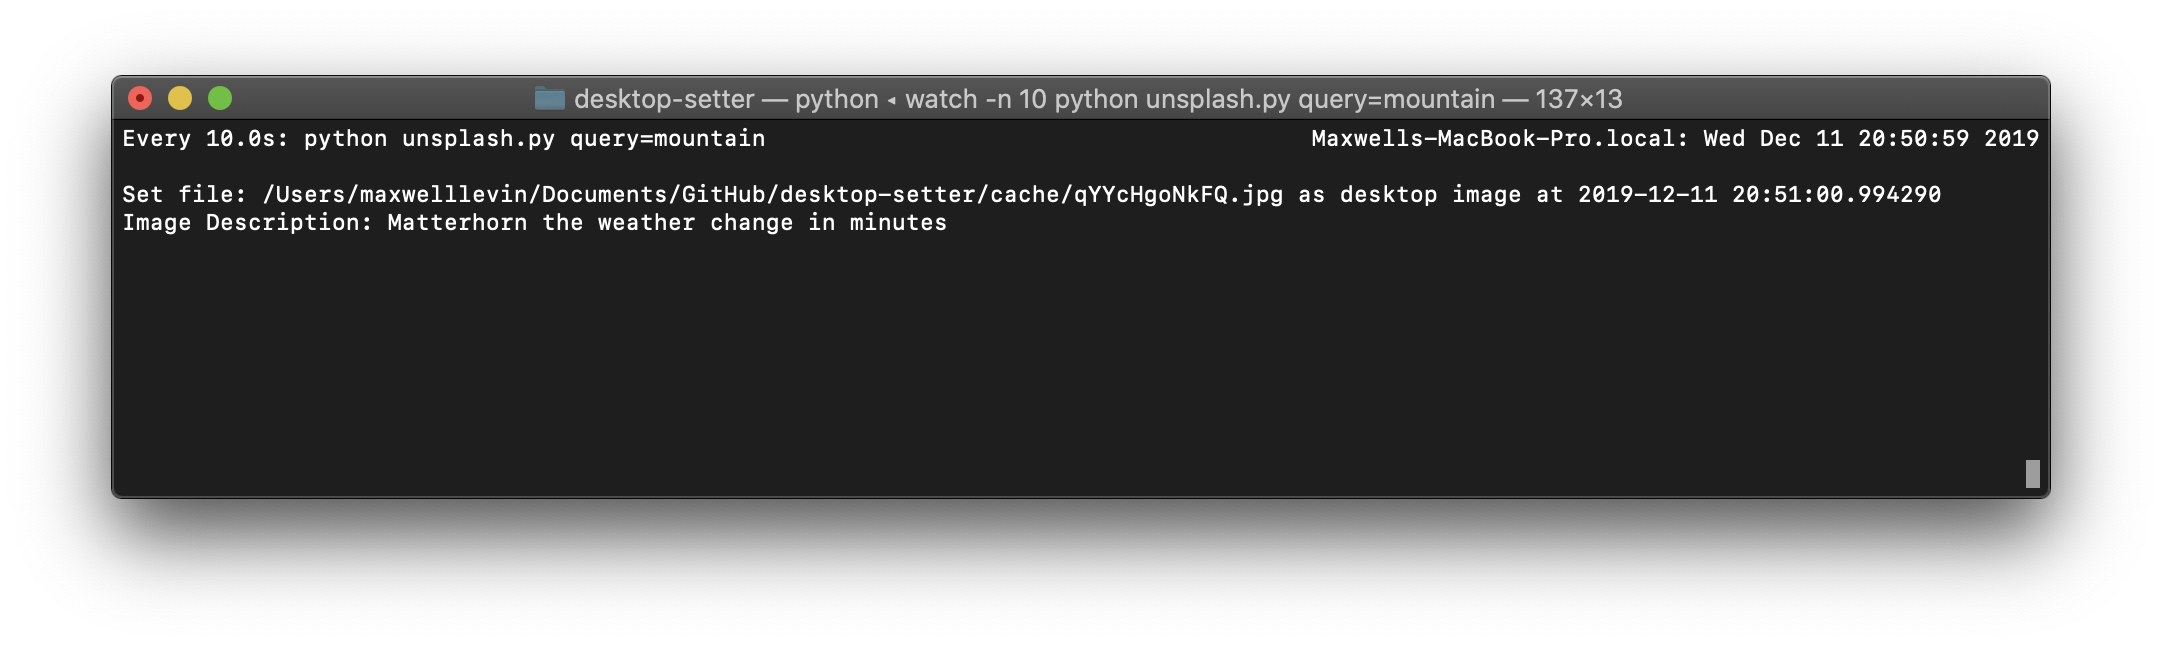 desktop-setter — python ◂ watch -n 10 python unsplash.py query=mountain — 137×13
Every 10.0s: python unsplash.py query=mountain Maxwells-MacBook-Pro.local: Wed Dec 11 20:50:59 2019
Set file: /Users/maxwelllevin/Documents/GitHub/desktop-setter/cache/qYYcHgoNkFQ.jpg as desktop image at 2019-12-11 20:51:00.994290
Image Description: Matterhorn the weather change in minutes